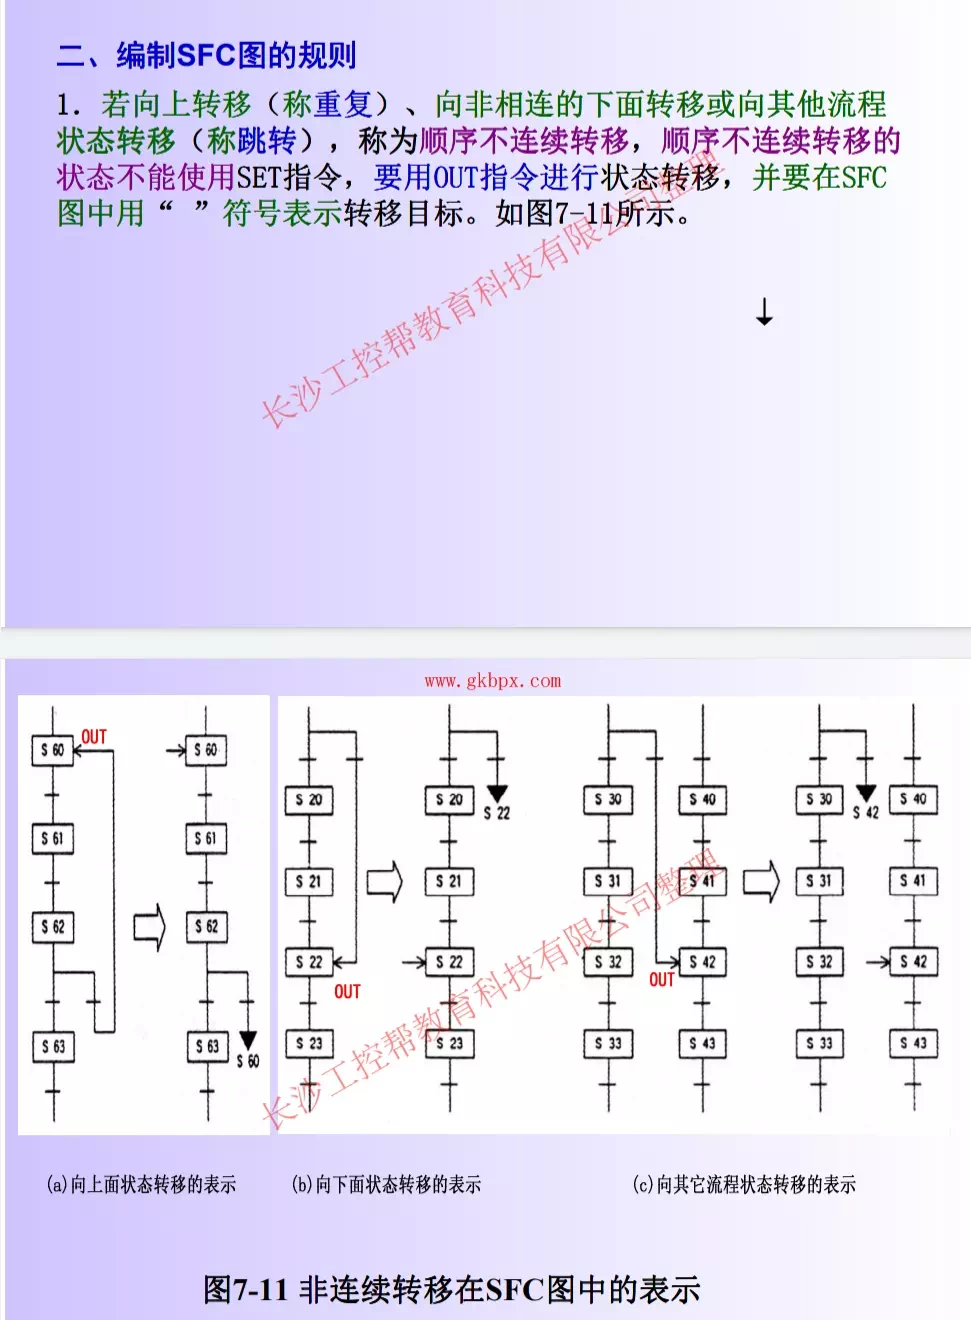 二、编制SFC图的规则
1. 若向上转移（称重复）、向非相连的下面转移或向其他流程
状态转移（称跳转），称为顺序不连续转移，顺序不连续转移的
状态不能使用SET指令，要用OUT指令进行状态转移，并要在SFC
图中用“ ”符号表示转移目标。如图7-11所示。
↓
长沙工控帮教育科技有限公司整理
www.gkbpx.com
S 60 OUT
S 61
S 62
S 63
S 60
S 61
S 62
S 63 S 60
S 20
S 21
S 22
OUT
S 23
S 20 S 22
S 21
S 22
S 23
S 30 S 40
S 31 S 41
S 32 S 42
OUT
S 33 S 43
S 30 S 42 S 40
S 31 S 41
S 32 S 42
S 33 S 43
长沙工控帮教育科技有限公司整理
(a)向上面状态转移的表示 (b)向下面状态转移的表示 (c)向其它流程状态转移的表示
图7-11 非连续转移在SFC图中的表示